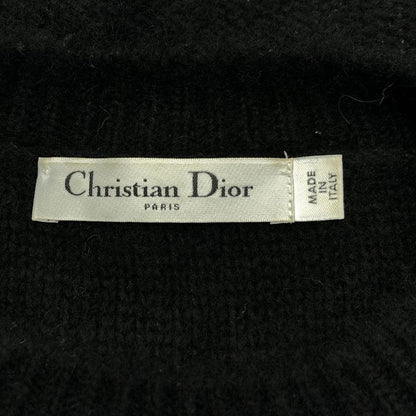 Christian Dior
PARIS
MADE
IN
ITALY